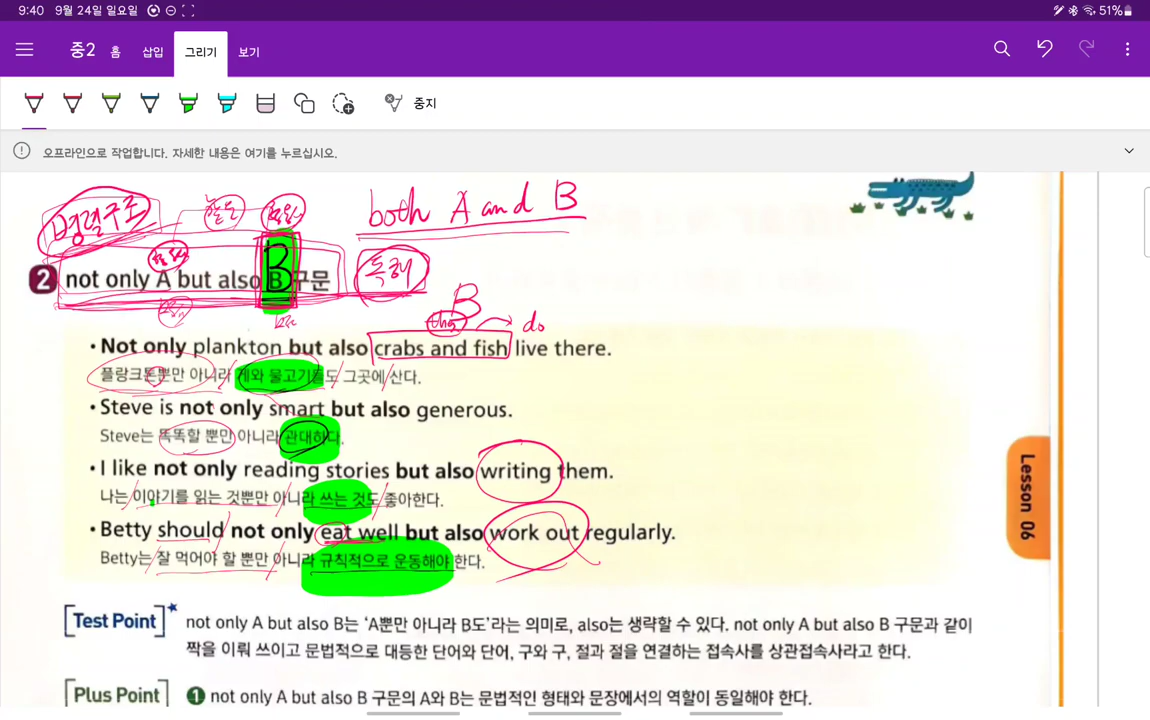 9:40 9월 24일 일요일 51%
중2 홈 삽입 그리기 보기
중지
오프라인으로 작업합니다. 자세한 내용은 여기를 누르십시오.
병렬구조 both A and B
B 독해
2 not only A but also B 구문
B
they do
• Not only plankton but also crabs and fish live there.
플랑크톤뿐만 아니라 게와 물고기들도 그곳에 산다.
• Steve is not only smart but also generous.
Steve는 똑똑할 뿐만 아니라 관대하다.
• I like not only reading stories but also writing them.
나는 이야기를 읽는 것뿐만 아니라 쓰는 것도 좋아한다.
• Betty should not only eat well but also work out regularly.
Betty는 잘 먹어야 할 뿐만 아니라 규칙적으로 운동해야 한다.
Lesson 06
[Test Point]★ not only A but also B는 ‘A뿐만 아니라 B도’라는 의미로, also는 생략할 수 있다. not only A but also B 구문과 같이
짝을 이뤄 쓰이고 문법적으로 대등한 단어와 단어, 구와 구, 절과 절을 연결하는 접속사를 상관접속사라고 한다.
[Plus Point] 1 not only A but also B 구문의 A와 B는 문법적인 형태와 문장에서의 역할이 동일해야 한다.